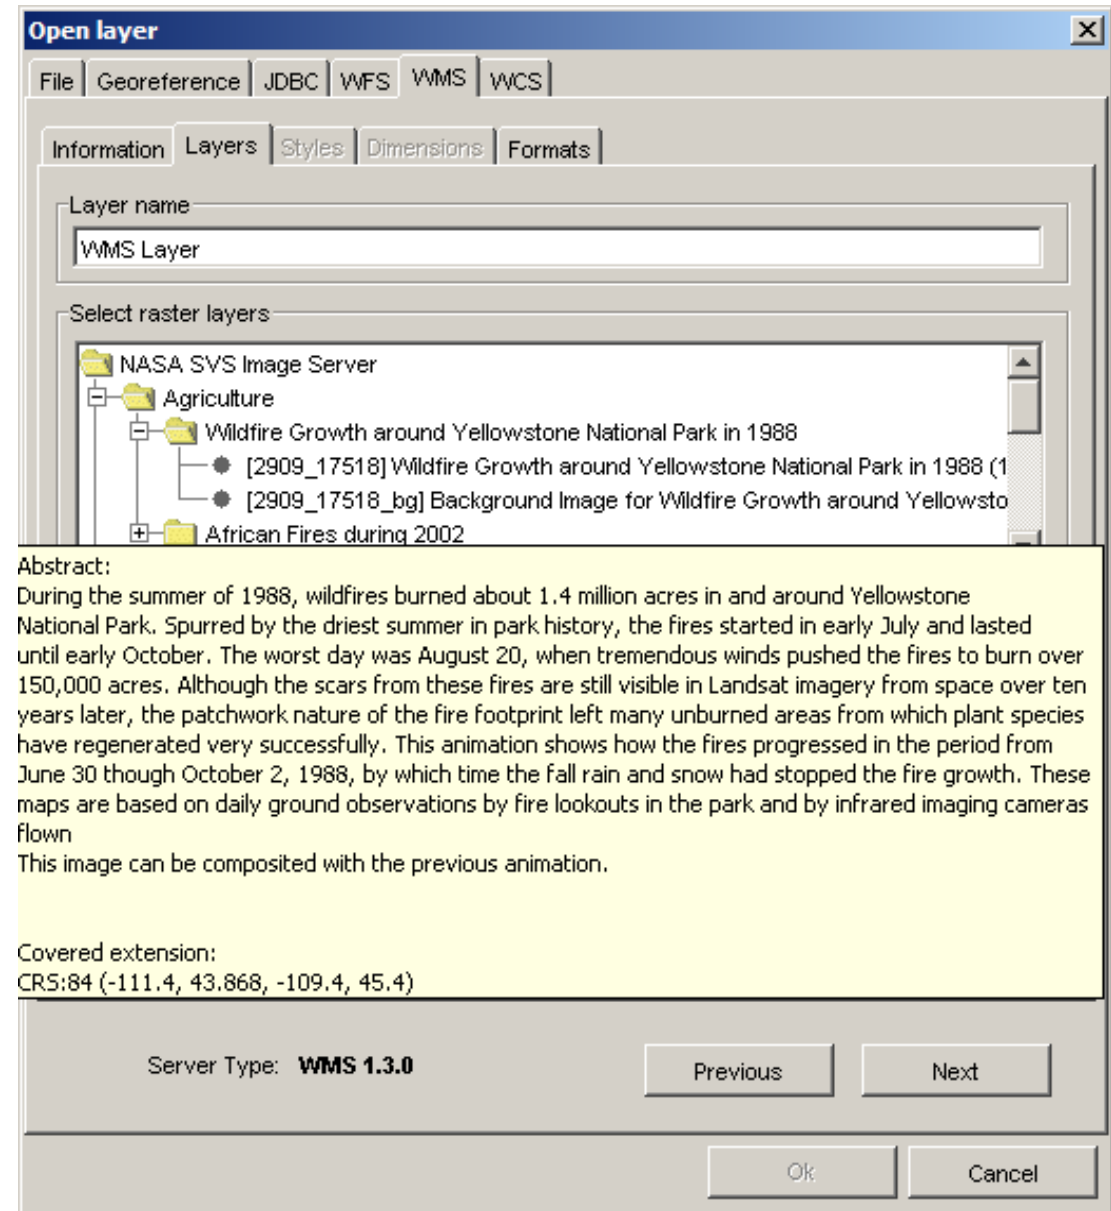 Open layer
File Georeference JDBC WFS WMS WCS
Information Layers Styles Dimensions Formats
Layer name
WMS Layer
Select raster layers
NASA SVS Image Server
Agriculture
Wildfire Growth around Yellowstone National Park in 1988
[2909_17518] Wildfire Growth around Yellowstone National Park in 1988 (1
[2909_17518_bg] Background Image for Wildfire Growth around Yellowsto
African Fires during 2002
Abstract:
During the summer of 1988, wildfires burned about 1.4 million acres in and around Yellowstone
National Park. Spurred by the driest summer in park history, the fires started in early July and lasted
until early October. The worst day was August 20, when tremendous winds pushed the fires to burn over
150,000 acres. Although the scars from these fires are still visible in Landsat imagery from space over ten
years later, the patchwork nature of the fire footprint left many unburned areas from which plant species
have regenerated very successfully. This animation shows how the fires progressed in the period from
June 30 though October 2, 1988, by which time the fall rain and snow had stopped the fire growth. These
maps are based on daily ground observations by fire lookouts in the park and by infrared imaging cameras
flown
This image can be composited with the previous animation.
Covered extension:
CRS:84 (-111.4, 43.868, -109.4, 45.4)
Server Type: WMS 1.3.0
Previous Next
Ok Cancel